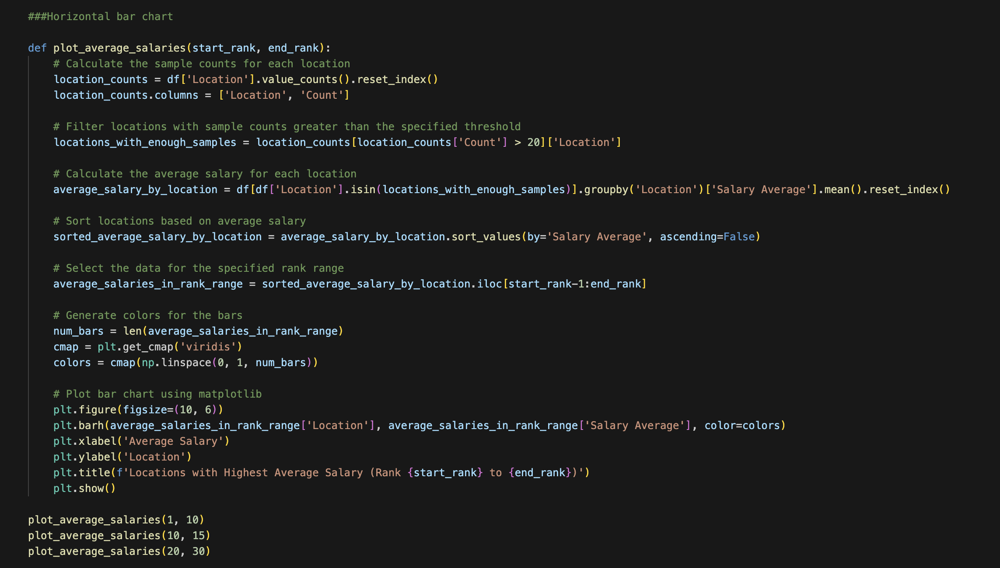 ###Horizontal bar chart

def plot_average_salaries(start_rank, end_rank):
    # Calculate the sample counts for each location
    location_counts = df['Location'].value_counts().reset_index()
    location_counts.columns = ['Location', 'Count']

    # Filter locations with sample counts greater than the specified threshold
    locations_with_enough_samples = location_counts[location_counts['Count'] > 20]['Location']

    # Calculate the average salary for each location
    average_salary_by_location = df[df['Location'].isin(locations_with_enough_samples)].groupby('Location')['Salary Average'].mean().reset_index()

    # Sort locations based on average salary
    sorted_average_salary_by_location = average_salary_by_location.sort_values(by='Salary Average', ascending=False)

    # Select the data for the specified rank range
    average_salaries_in_rank_range = sorted_average_salary_by_location.iloc[start_rank-1:end_rank]

    # Generate colors for the bars
    num_bars = len(average_salaries_in_rank_range)
    cmap = plt.get_cmap('viridis')
    colors = cmap(np.linspace(0, 1, num_bars))

    # Plot bar chart using matplotlib
    plt.figure(figsize=(10, 6))
    plt.barh(average_salaries_in_rank_range['Location'], average_salaries_in_rank_range['Salary Average'], color=colors)
    plt.xlabel('Average Salary')
    plt.ylabel('Location')
    plt.title(f'Locations with Highest Average Salary (Rank {start_rank} to {end_rank})')
    plt.show()

plot_average_salaries(1, 10)
plot_average_salaries(10, 15)
plot_average_salaries(20, 30)